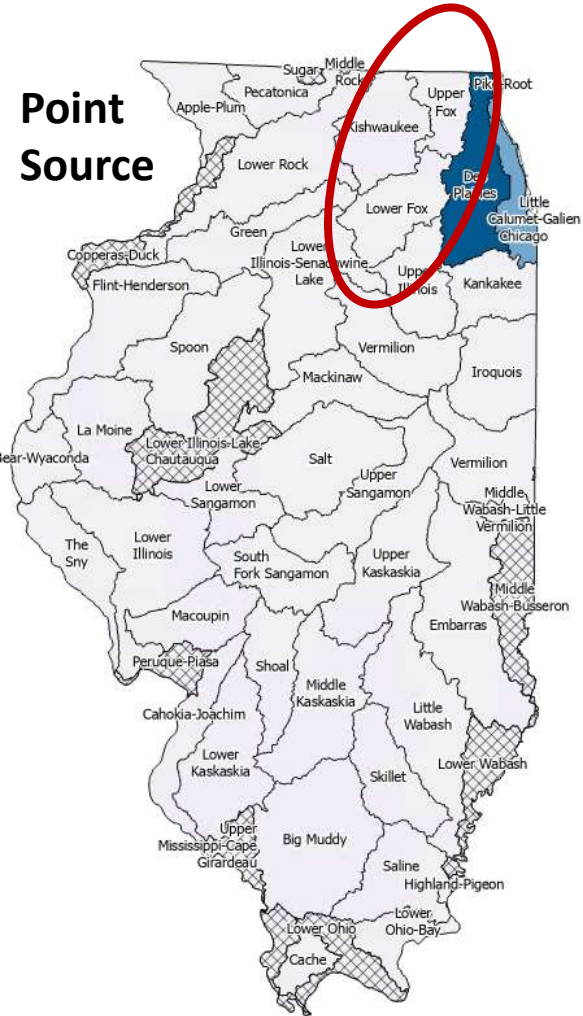 Point
Source
Sugar
Middle
Rock
Pike-Root
Pecatonica
Upper
Fox
Apple-Plum
Kishwaukee
Lower Rock
Des
Plaines
Lower Fox
Little
Calumet-Galien
Chicago
Green
Lower
Illinois-Senachwine
Lake
Copperas-Duck
Upper
Illinois
Kankakee
Flint-Henderson
Spoon
Vermilion
Iroquois
Mackinaw
La Moine
Lower Illinois-Lake
Chautauqua
Bear-Wyaconda
Salt
Vermilion
Upper
Sangamon
Lower
Sangamon
Middle
Wabash-Little
Vermilion
The
Sny
Lower
Illinois
South
Fork Sangamon
Upper
Kaskaskia
Middle
Wabash-Busseron
Macoupin
Embarras
Peruque-Piasa
Shoal
Middle
Kaskaskia
Cahokia-Joachim
Little
Wabash
Lower
Kaskaskia
Skillet
Lower Wabash
Upper
Mississippi-Cape
Girardeau
Big Muddy
Saline
Highland-Pigeon
Lower
Ohio-Bay
Lower Ohio
Cache